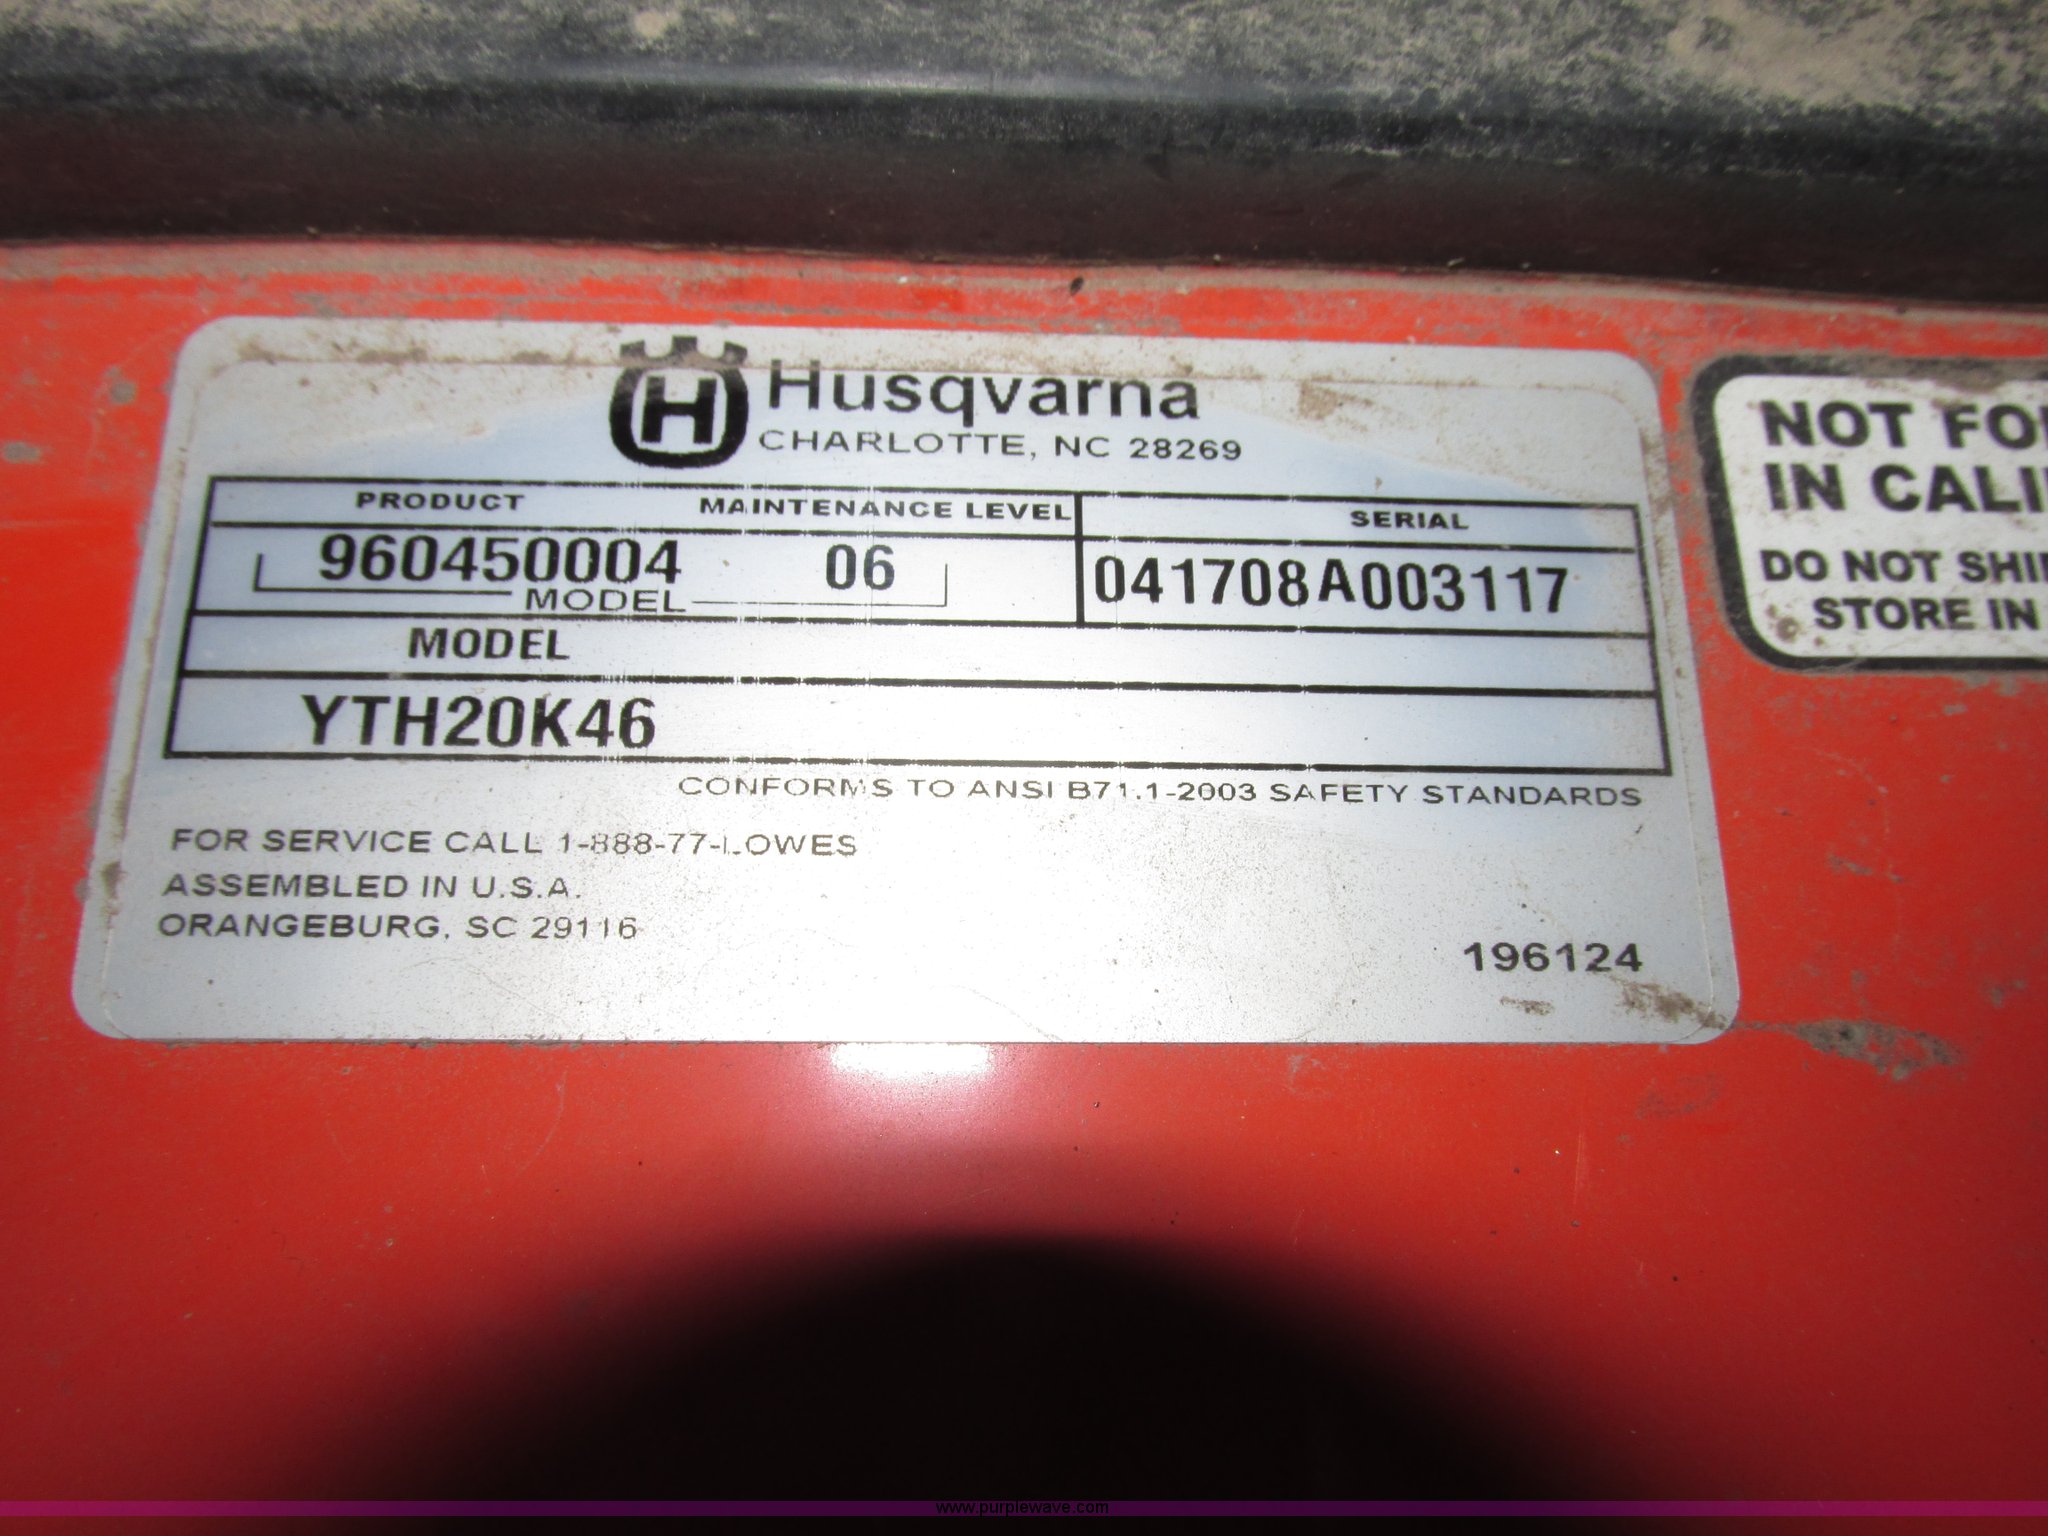 H Husqvarna
CHARLOTTE, NC 28269
PRODUCT MAINTENANCE LEVEL SERIAL
960450004 06 041708A003117
MODEL
MODEL
YTH20K46
CONFORMS TO ANSI B71.1-2003 SAFETY STANDARDS
FOR SERVICE CALL 1-888-77-LOWES
ASSEMBLED IN U.S.A.
ORANGEBURG, SC 29116
196124
NOT FO
IN CALI
DO NOT SHI
STORE IN
www.purplewave.com